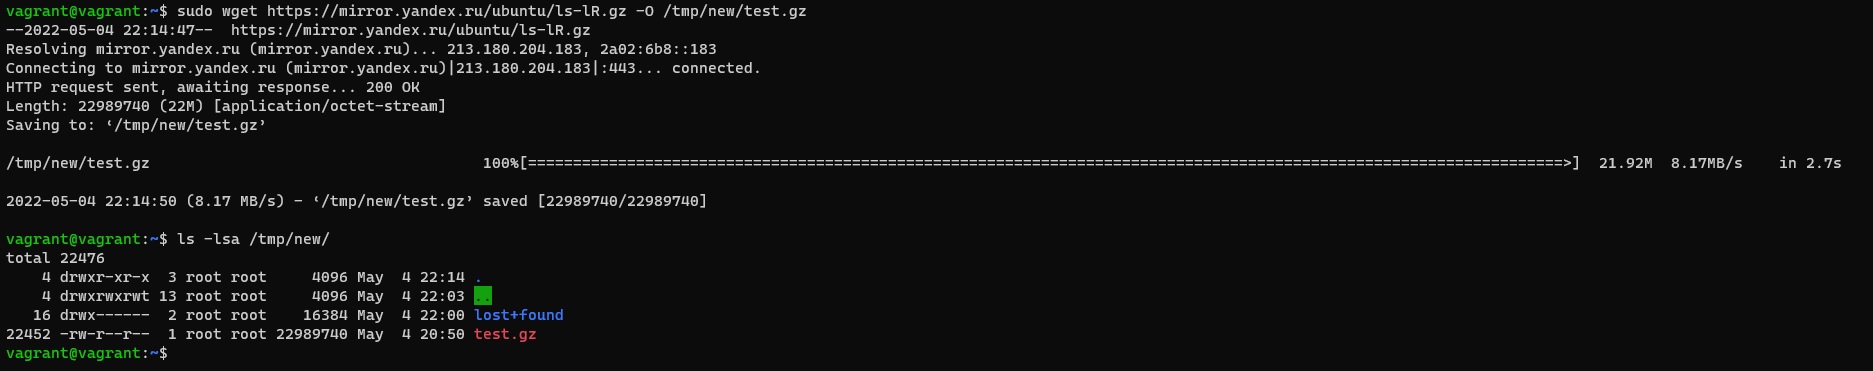 vagrant@vagrant:~$ sudo wget https://mirror.yandex.ru/ubuntu/ls-lR.gz -O /tmp/new/test.gz
--2022-05-04 22:14:47--  https://mirror.yandex.ru/ubuntu/ls-lR.gz
Resolving mirror.yandex.ru (mirror.yandex.ru)... 213.180.204.183, 2a02:6b8::183
Connecting to mirror.yandex.ru (mirror.yandex.ru)|213.180.204.183|:443... connected.
HTTP request sent, awaiting response... 200 OK
Length: 22989740 (22M) [application/octet-stream]
Saving to: ‘/tmp/new/test.gz’
/tmp/new/test.gz                                     100%[===================================================================================================================>]  21.92M  8.17MB/s    in 2.7s
2022-05-04 22:14:50 (8.17 MB/s) - ‘/tmp/new/test.gz’ saved [22989740/22989740]
vagrant@vagrant:~$ ls -lsa /tmp/new/
total 22476
    4 drwxr-xr-x  3 root root     4096 May  4 22:14 .
    4 drwxrwxrwt 13 root root     4096 May  4 22:03 ..
   16 drwx------  2 root root    16384 May  4 22:00 lost+found
22452 -rw-r--r--  1 root root 22989740 May  4 20:50 test.gz
vagrant@vagrant:~$